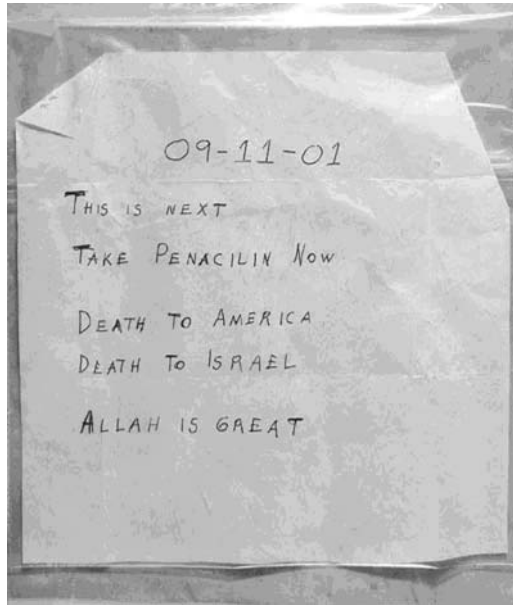 09-11-01
THIS IS NEXT
TAKE PENACILIN NOW
DEATH TO AMERICA
DEATH TO ISRAEL
ALLAH IS GREAT